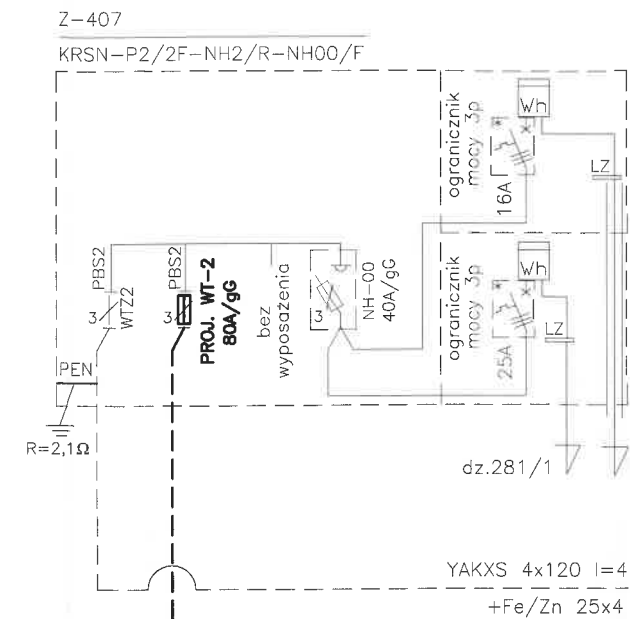 Z-407
KRSN-P2/2F-NH2/R-NH00/F
ogranicznik
mocy 3p
16A
*
x
Wh
LZ
PBS2
3
WTZ2
PBS2
3
PROJ. WT-2
80A/gG
bez
wyposażenia
3
NH-00
40A/gG
ogranicznik
mocy 3p
25A
*
x
Wh
LZ
PEN
R=2,1Ω
dz.281/1
YAKXS 4x120 l=4
+Fe/Zn 25x4